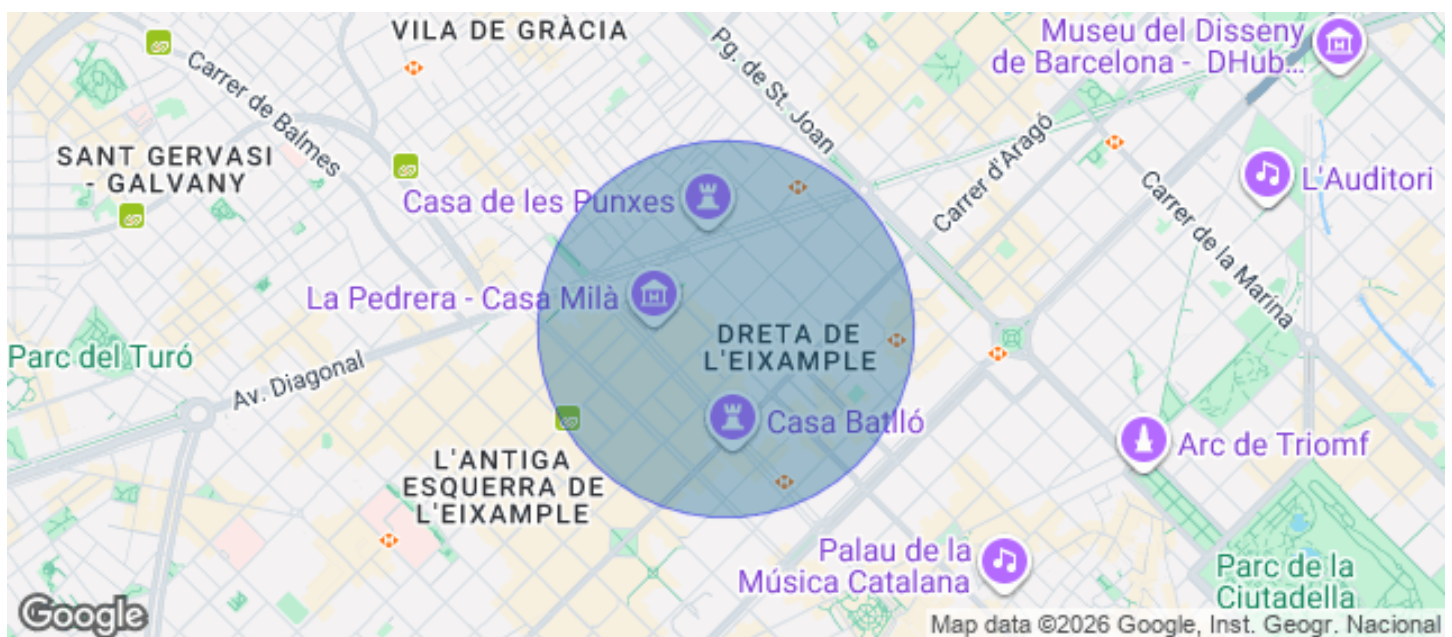 VILA DE GRÀCIA
Pg. de St. Joan
Museu del Disseny
de Barcelona - DHub...
Carrer de Balmes
SANT GERVASI
- GALVANY
Carrer d'Aragó
L'Auditori
Casa de les Punxes
Carrer de la Marina
La Pedrera - Casa Milà
DRETA DE
L'EIXAMPLE
Parc del Turó
Av. Diagonal
Casa Batlló
Arc de Triomf
L'ANTIGA
ESQUERRA DE
L'EIXAMPLE
Palau de la
Música Catalana
Parc de la
Ciutadella
Google
Map data ©2026 Google, Inst. Geogr. Nacional